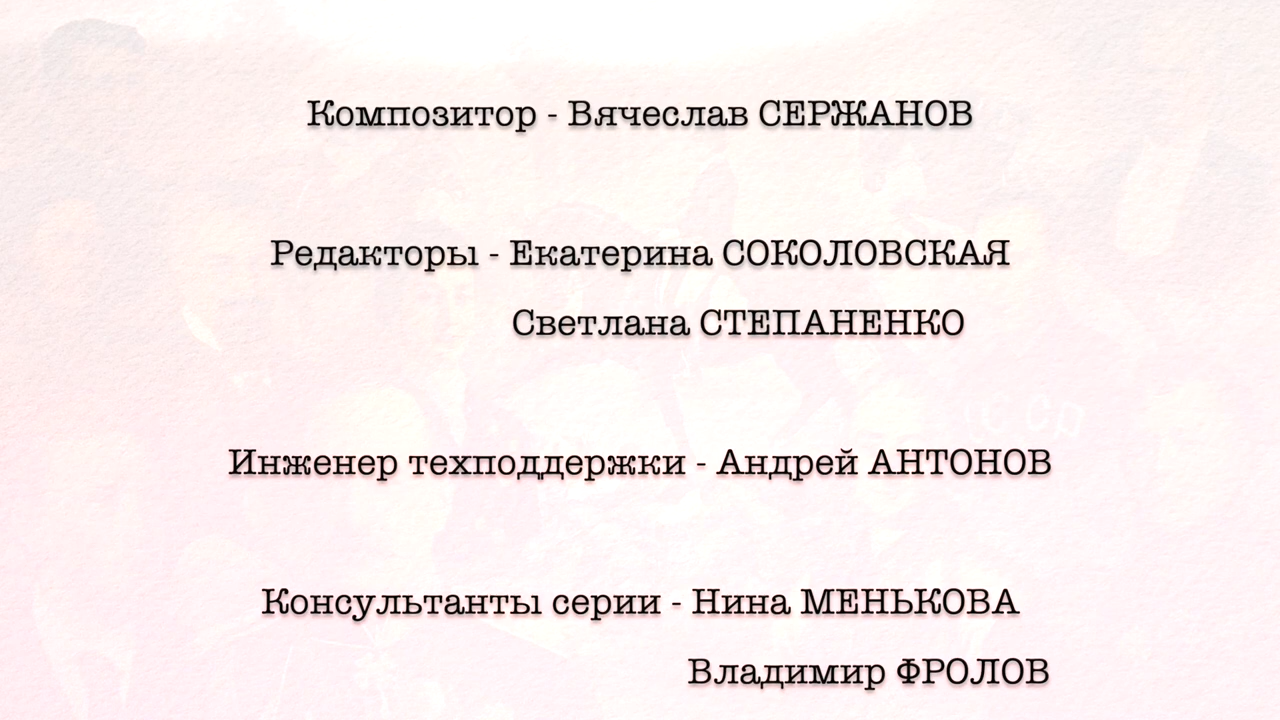 Композитор - Вячеслав СЕРЖАНОВ
Редакторы - Екатерина СОКОЛОВСКАЯ
Светлана СТЕПАНЕНКО
Инженер техподдержки - Андрей АНТОНОВ
Консультанты серии - Нина МЕНЬКОВА
Владимир ФРОЛОВ